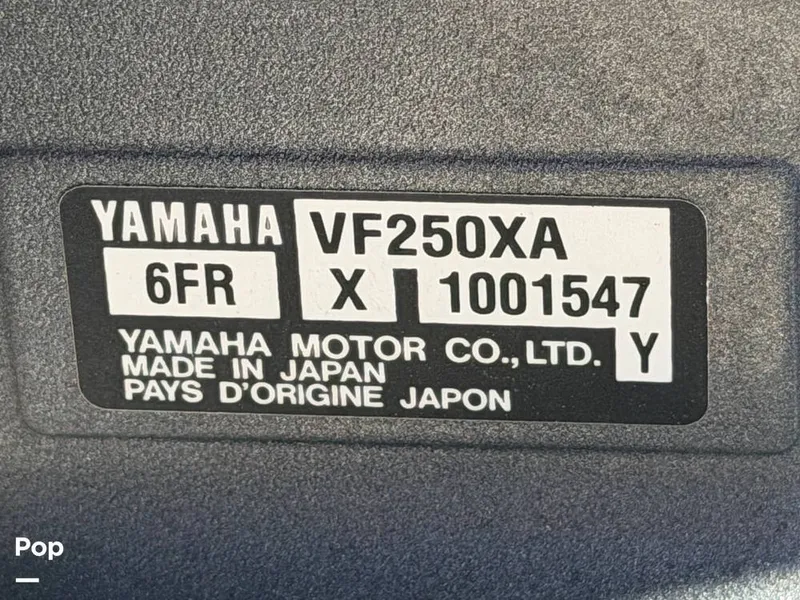 YAMAHA VF250XA
6FR X 1001547
YAMAHA MOTOR CO.,LTD. Y
MADE IN JAPAN
PAYS D'ORIGINE JAPON
Pop